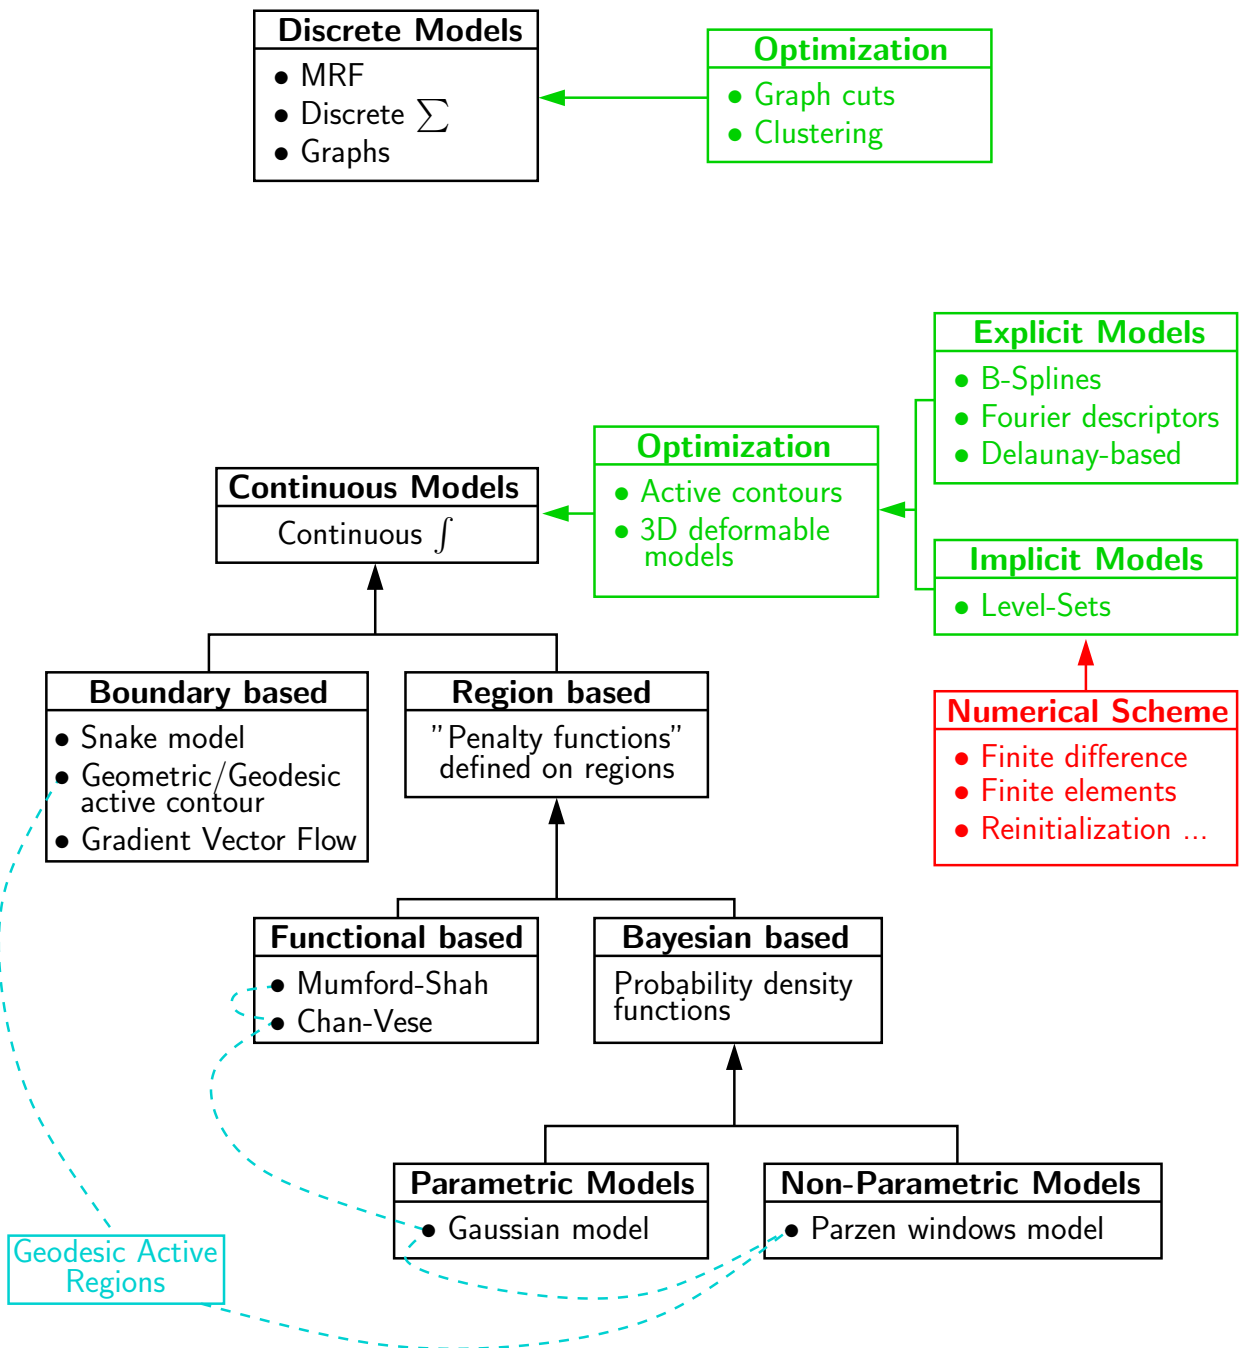 Discrete Models
• MRF
• Discrete ∑
• Graphs
Optimization
• Graph cuts
• Clustering
Explicit Models
• B-Splines
• Fourier descriptors
• Delaunay-based
Optimization
• Active contours
• 3D deformable
models
Continuous Models
Continuous ∫
Implicit Models
• Level-Sets
Boundary based
• Snake model
• Geometric/Geodesic
active contour
• Gradient Vector Flow
Region based
"Penalty functions"
defined on regions
Numerical Scheme
• Finite difference
• Finite elements
• Reinitialization ...
Functional based
• Mumford-Shah
• Chan-Vese
Bayesian based
Probability density
functions
Parametric Models
• Gaussian model
Non-Parametric Models
• Parzen windows model
Geodesic Active
Regions